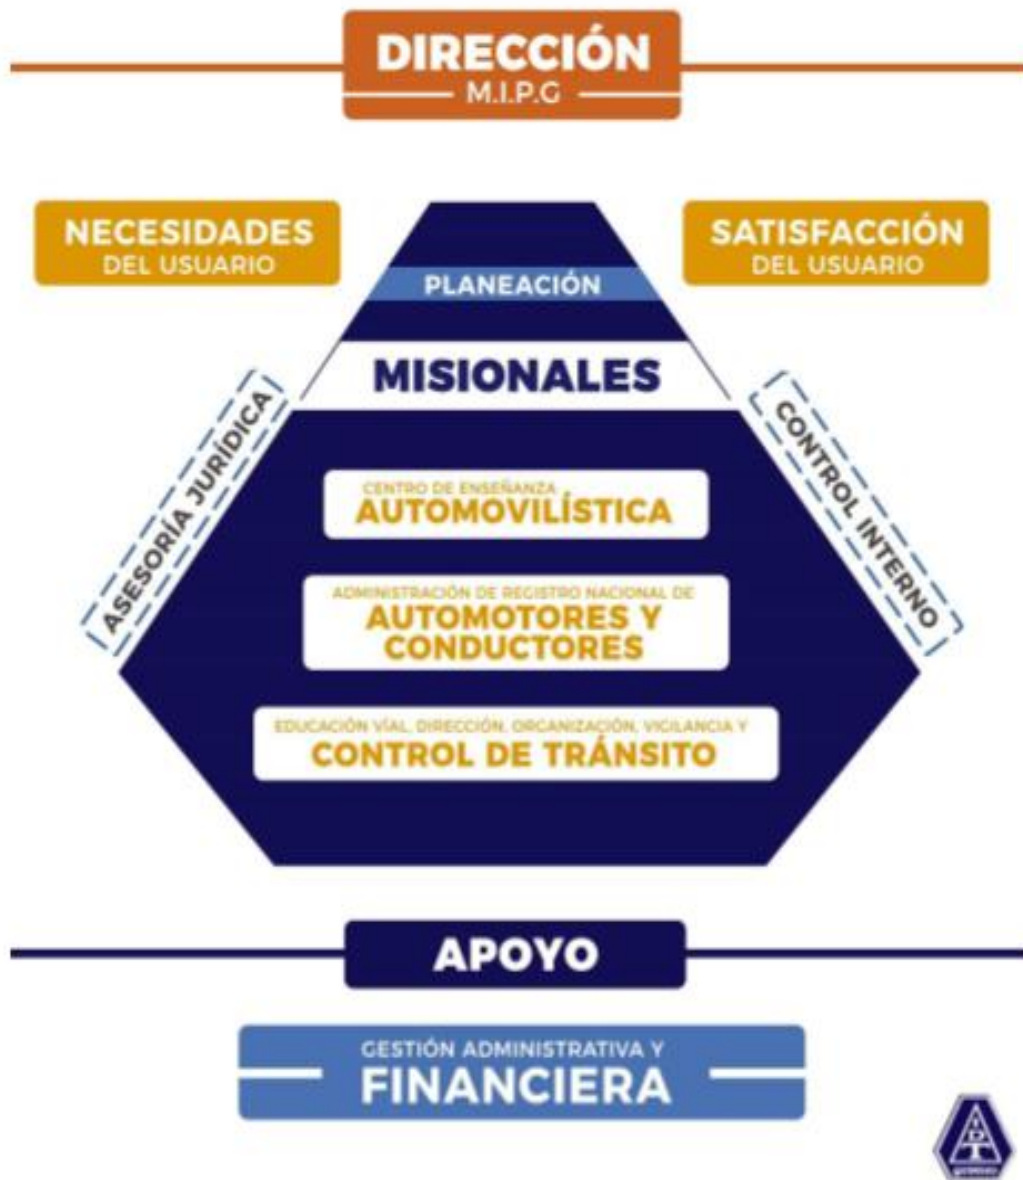 DIRECCIÓN
M.I.P.G
NECESIDADES
DEL USUARIO
SATISFACCIÓN
DEL USUARIO
PLANEACIÓN
MISIONALES
ASESORÍA JURÍDICA
CONTROL INTERNO
CENTRO DE ENSEÑANZA
AUTOMOVILÍSTICA
ADMINISTRACIÓN DE REGISTRO NACIONAL DE
AUTOMOTORES Y
CONDUCTORES
EDUCACIÓN VÍAL, DIRECCIÓN, ORGANIZACIÓN, VIGILANCIA Y
CONTROL DE TRÁNSITO
APOYO
GESTIÓN ADMINISTRATIVA Y
FINANCIERA